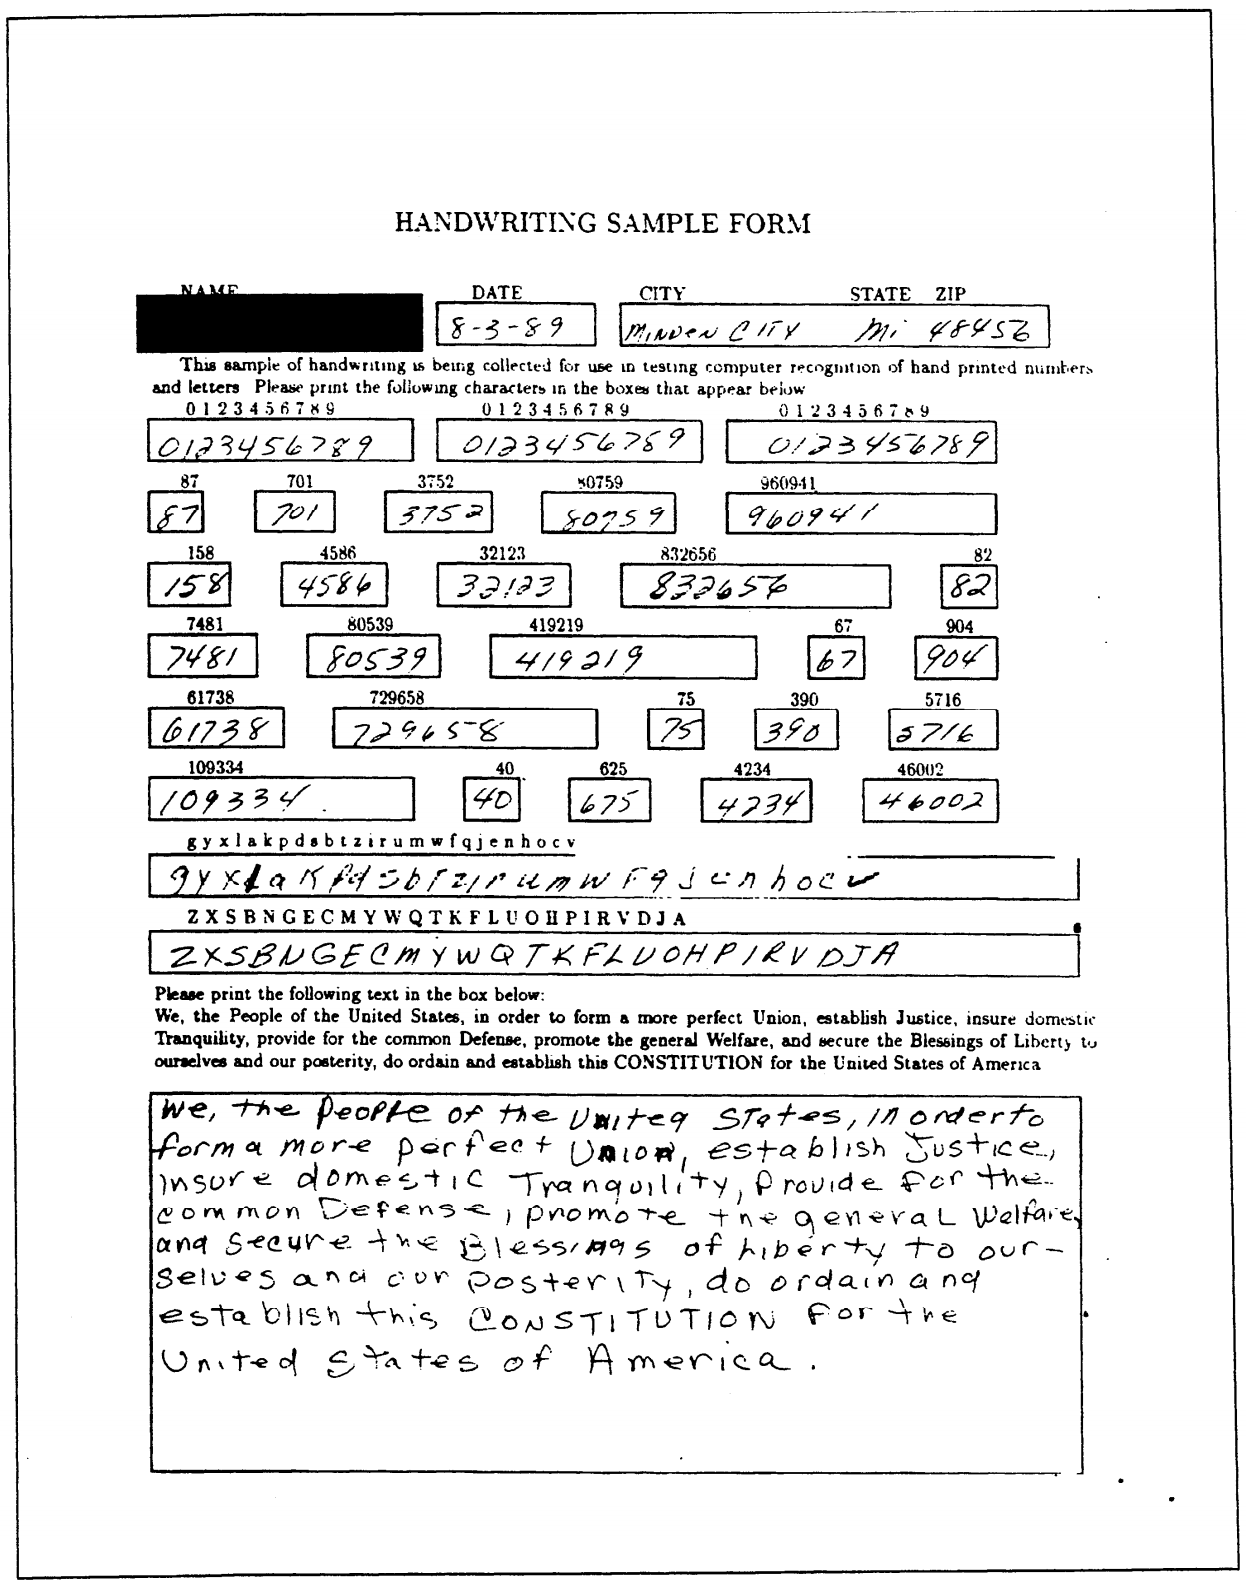 HANDWRITING SAMPLE FORM
NAME DATE CITY STATE ZIP
8-3-89 MINDEN CITY Mi 48456
This sample of handwriting is being collected for use in testing computer recognition of hand printed numbers
and letters Please print the following characters in the boxes that appear below
0 1 2 3 4 5 6 7 8 9 0 1 2 3 4 5 6 7 8 9 0 1 2 3 4 5 6 7 8 9
0123456789 0123456789 0123456789
87 701 3752 80759 960941
87 701 3752 80759 960941
158 4586 32123 832656 82
158 4586 32123 832656 82
7481 80539 419219 67 904
7481 80539 419219 67 904
61738 729658 75 390 5716
61738 729658 75 390 5716
109334 40 625 4234 46002
109334 40 675 4234 46002
g y x l a k p d s b t z i r u m w f q j e n h o c v
g y x l a K p d s b t z i r u m w F q j e n h o c v
Z X S B N G E C M Y W Q T K F L U O H P I R V D J A
Z X S B N G E C M Y W Q T K F L U O H P I R V D J A
Please print the following text in the box below:
We, the People of the United States, in order to form a more perfect Union, establish Justice, insure domestic
Tranquility, provide for the common Defense, promote the general Welfare, and secure the Blessings of Liberty to
ourselves and our posterity, do ordain and establish this CONSTITUTION for the United States of America
We, the People of the United States, in order to
form a more perfect Union, establish Justice,
insure domestic Tranquility, Provide for the
common Defense, promote the general Welfare,
and secure the Blessings of Liberty to our-
selves and our posterity, do ordain and
establish this CONSTITUTION For the
United States of America.